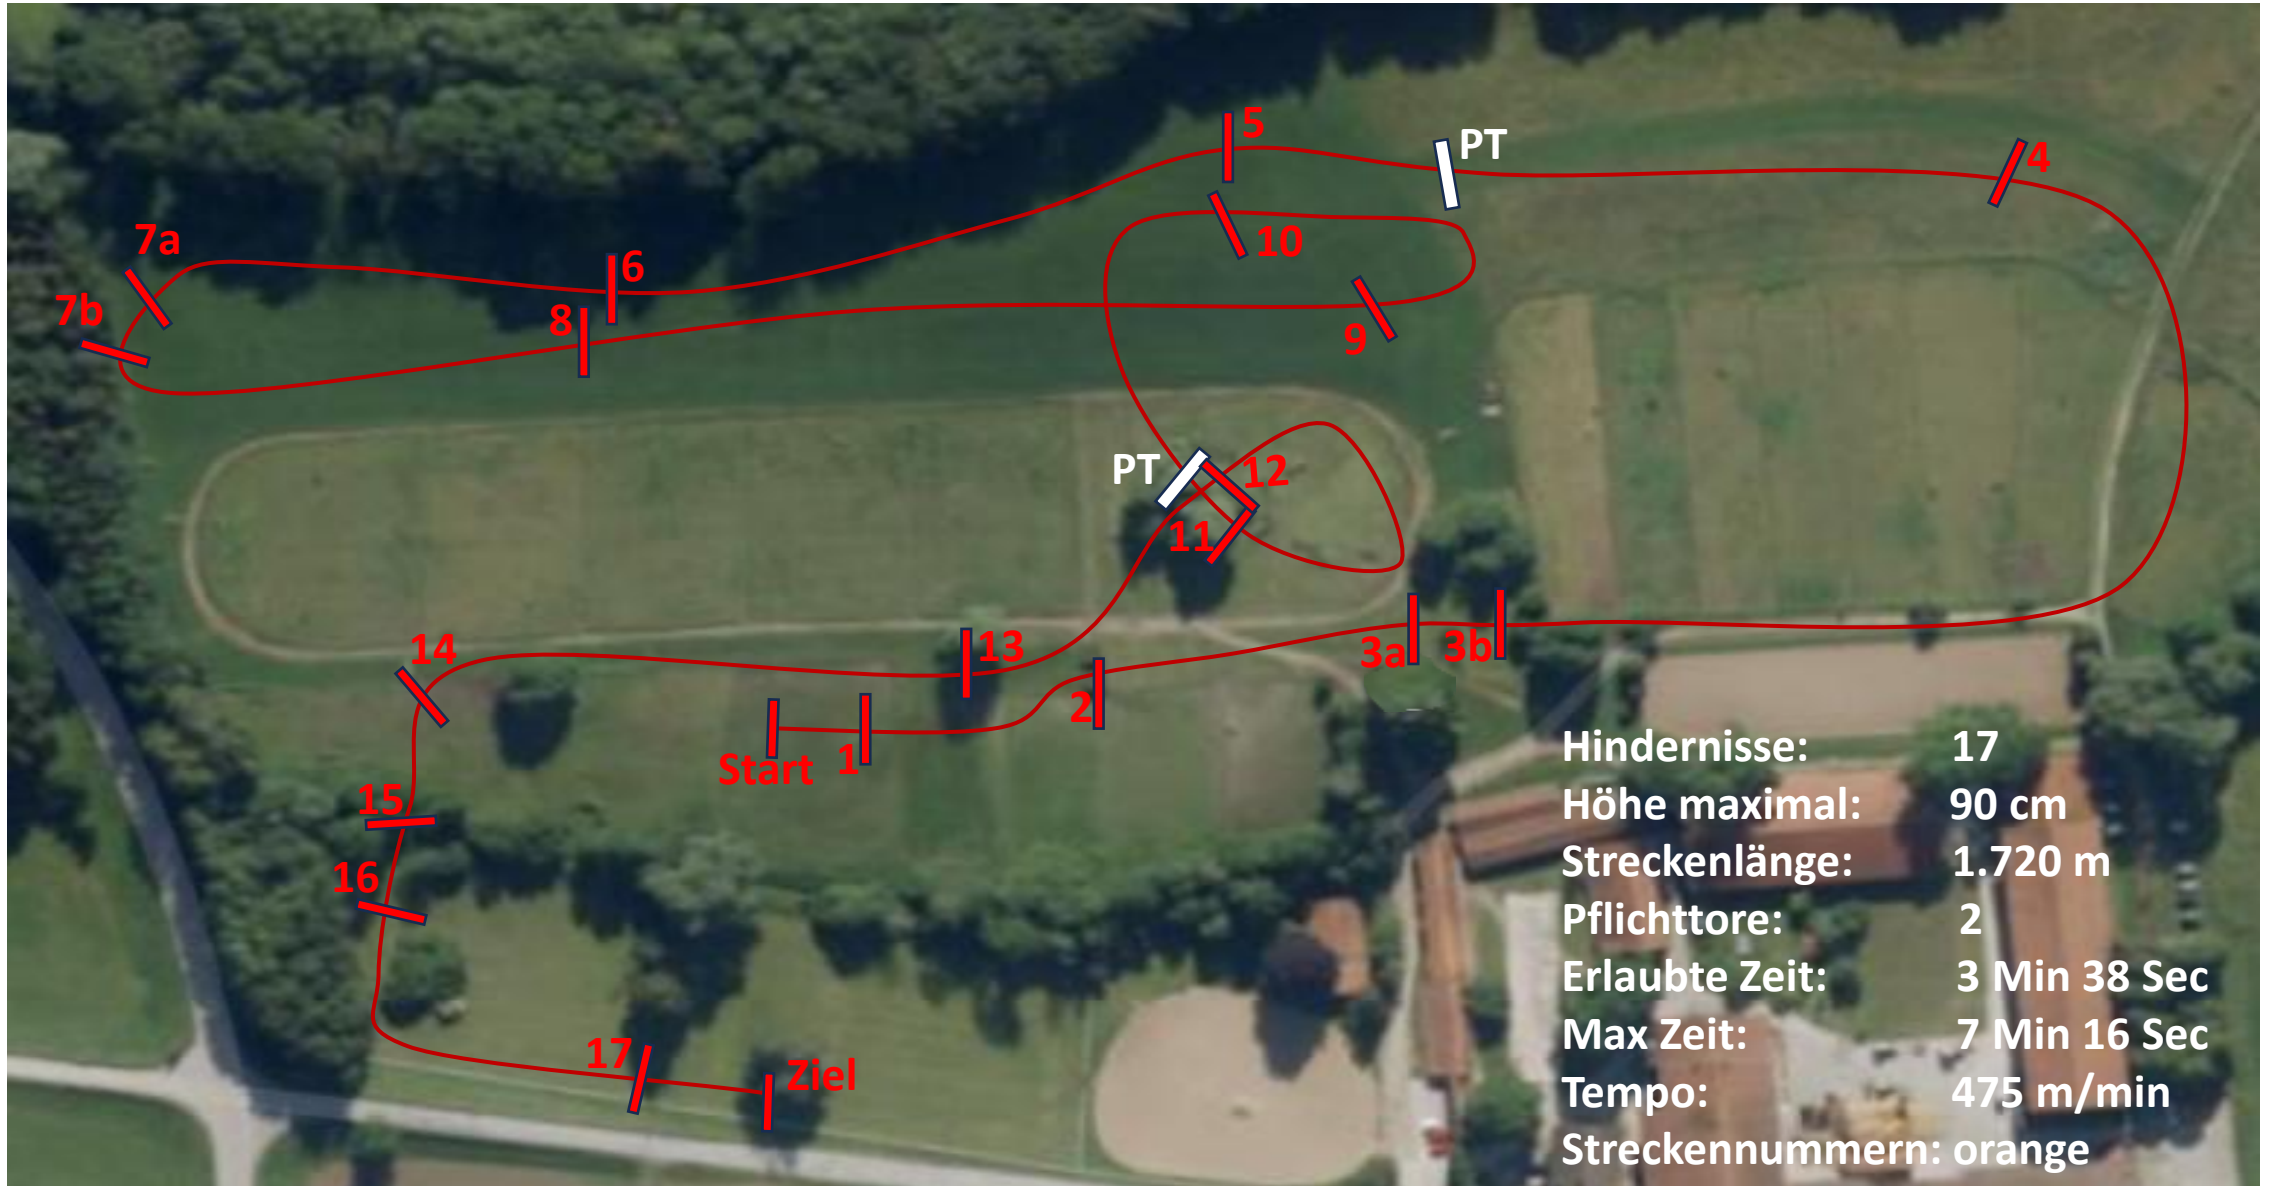 5
PT
4
7a
6
10
7b
8
9
PT
12
11
14
13
3a
3b
2
Start
1
15
16
17
Ziel
Hindernisse: 17
Höhe maximal: 90 cm
Streckenlänge: 1.720 m
Pflichttore: 2
Erlaubte Zeit: 3 Min 38 Sec
Max Zeit: 7 Min 16 Sec
Tempo: 475 m/min
Streckennummern: orange